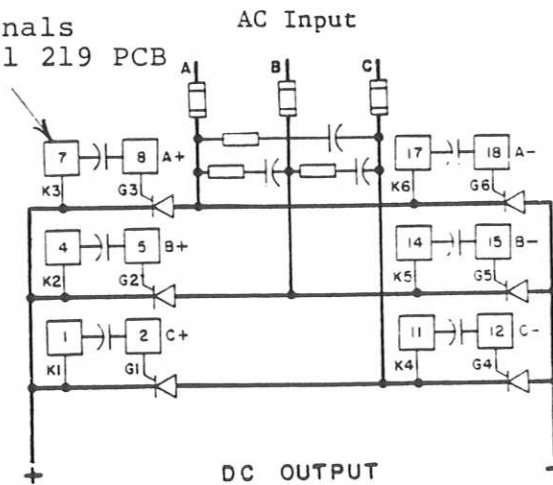 nals
l 219 PCB
AC Input
A B C
7 8 A+
17 18 A-
K3 G3
K6 G6
4 5 B+
14 15 B-
K2 G2
K5 G5
1 2 C+
11 12 C-
K1 G1
K4 G4
+ DC OUTPUT -